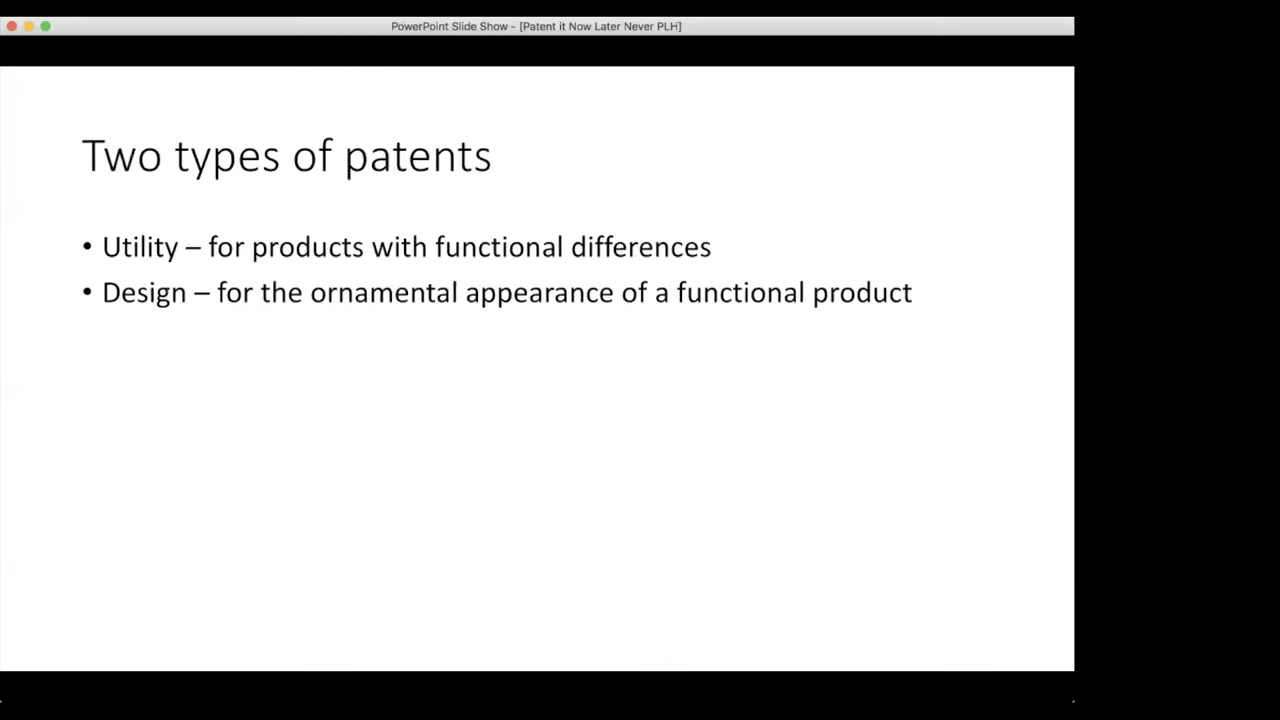 PowerPoint Slide Show - [Patent it Now Later Never PLH]
Two types of patents
• Utility – for products with functional differences
• Design – for the ornamental appearance of a functional product